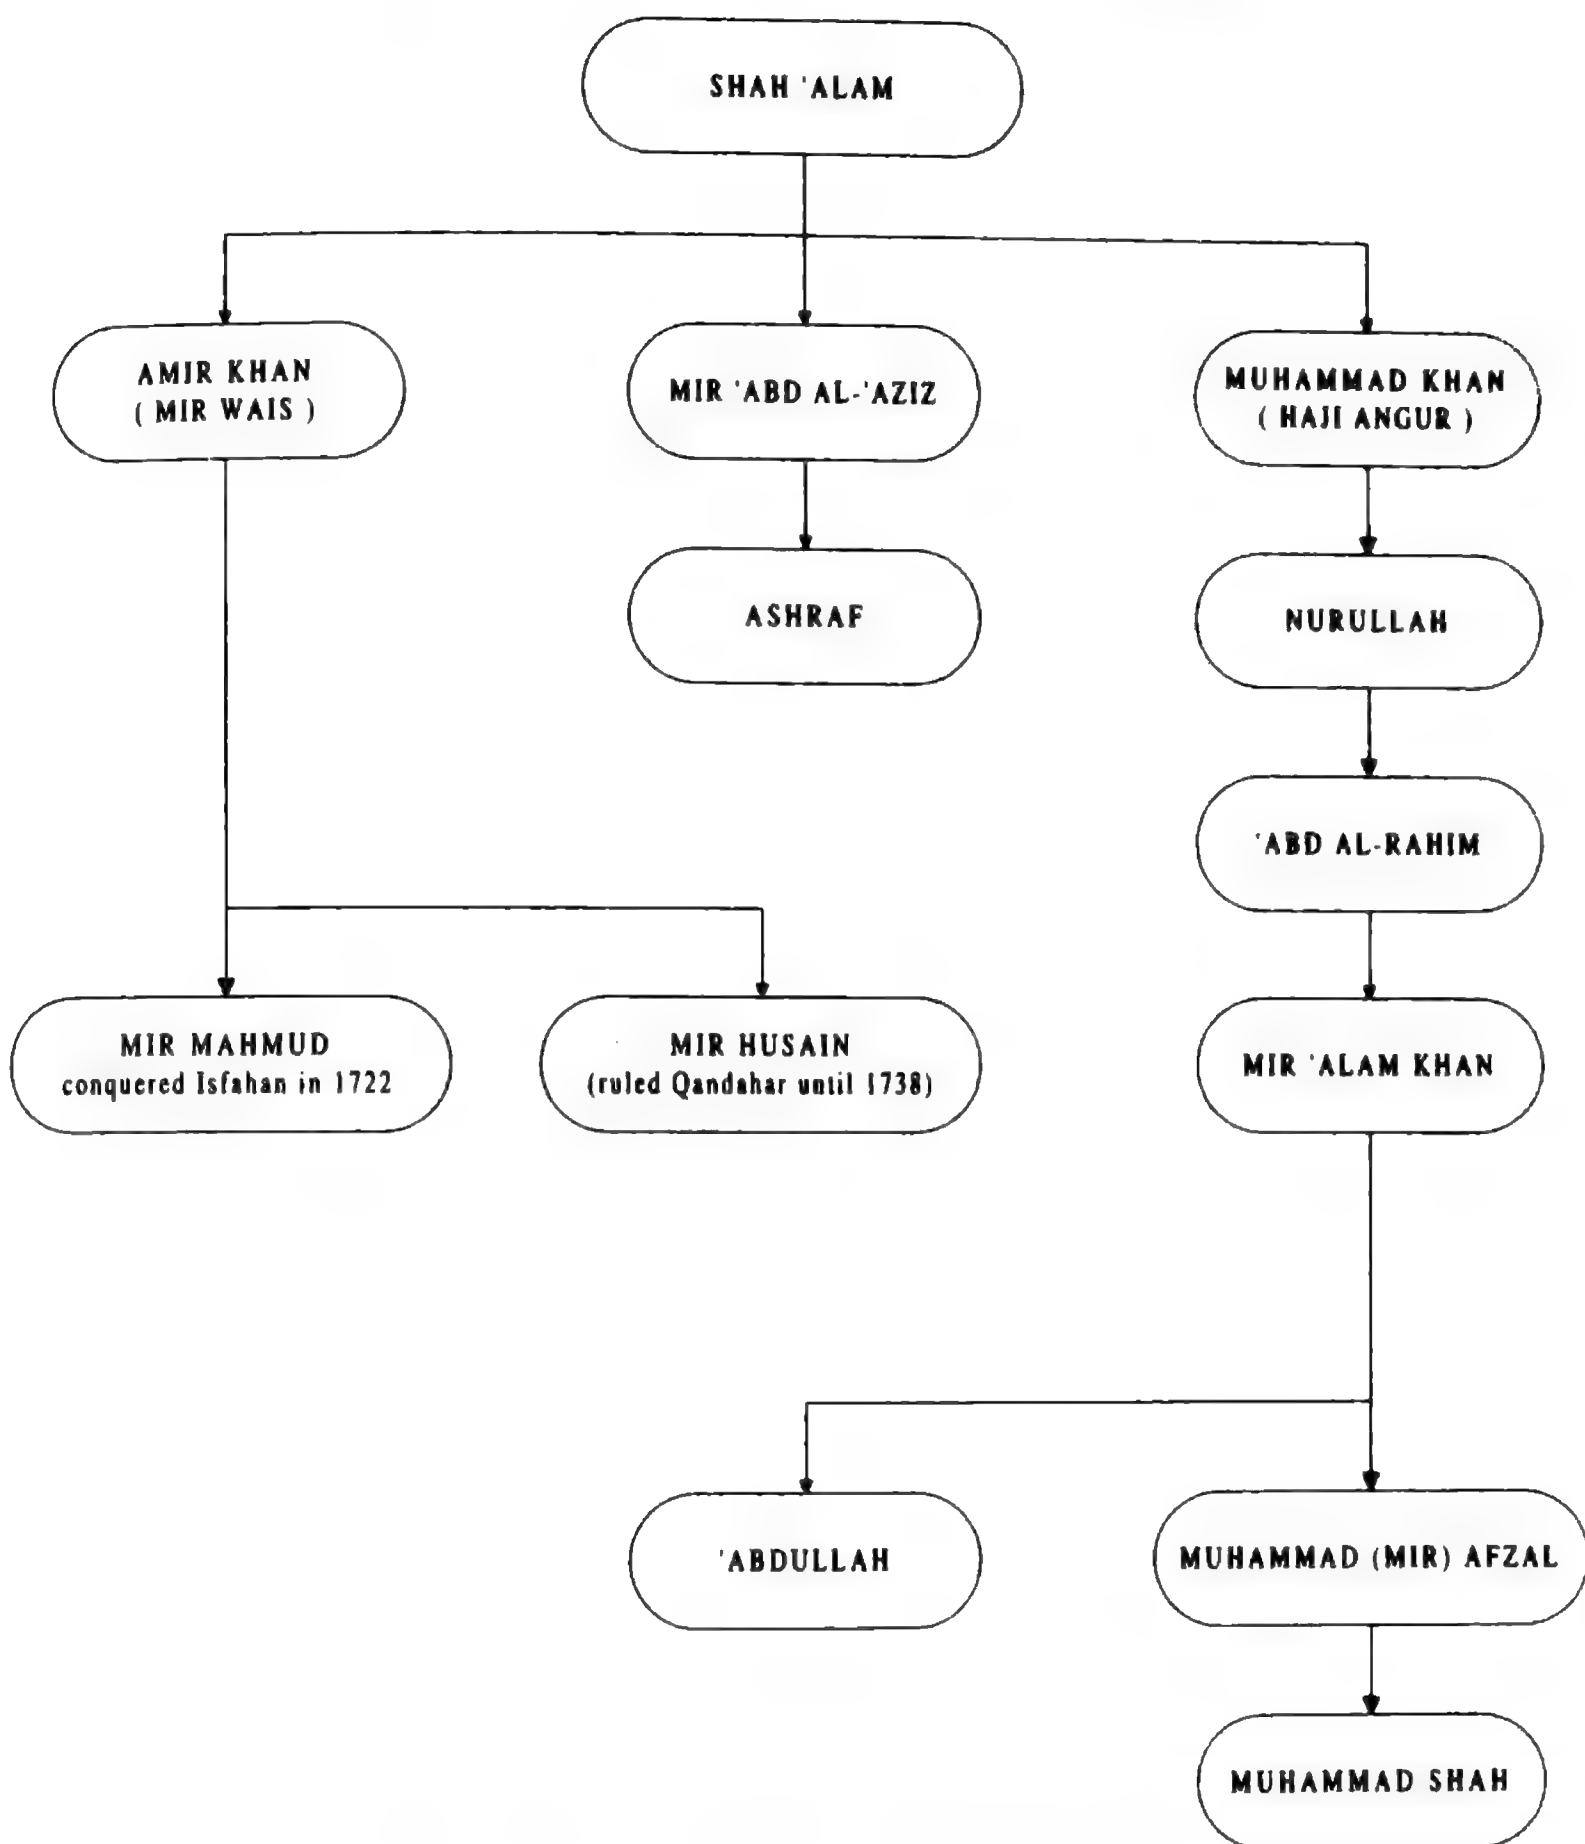 SHAH 'ALAM
AMIR KHAN
( MIR WAIS )
MIR 'ABD AL-'AZIZ
MUHAMMAD KHAN
( HAJI ANGUR )
ASHRAF
NURULLAH
'ABD AL-RAHIM
MIR MAHMUD
conquered Isfahan in 1722
MIR HUSAIN
(ruled Qandahar until 1738)
MIR 'ALAM KHAN
'ABDULLAH
MUHAMMAD (MIR) AFZAL
MUHAMMAD SHAH